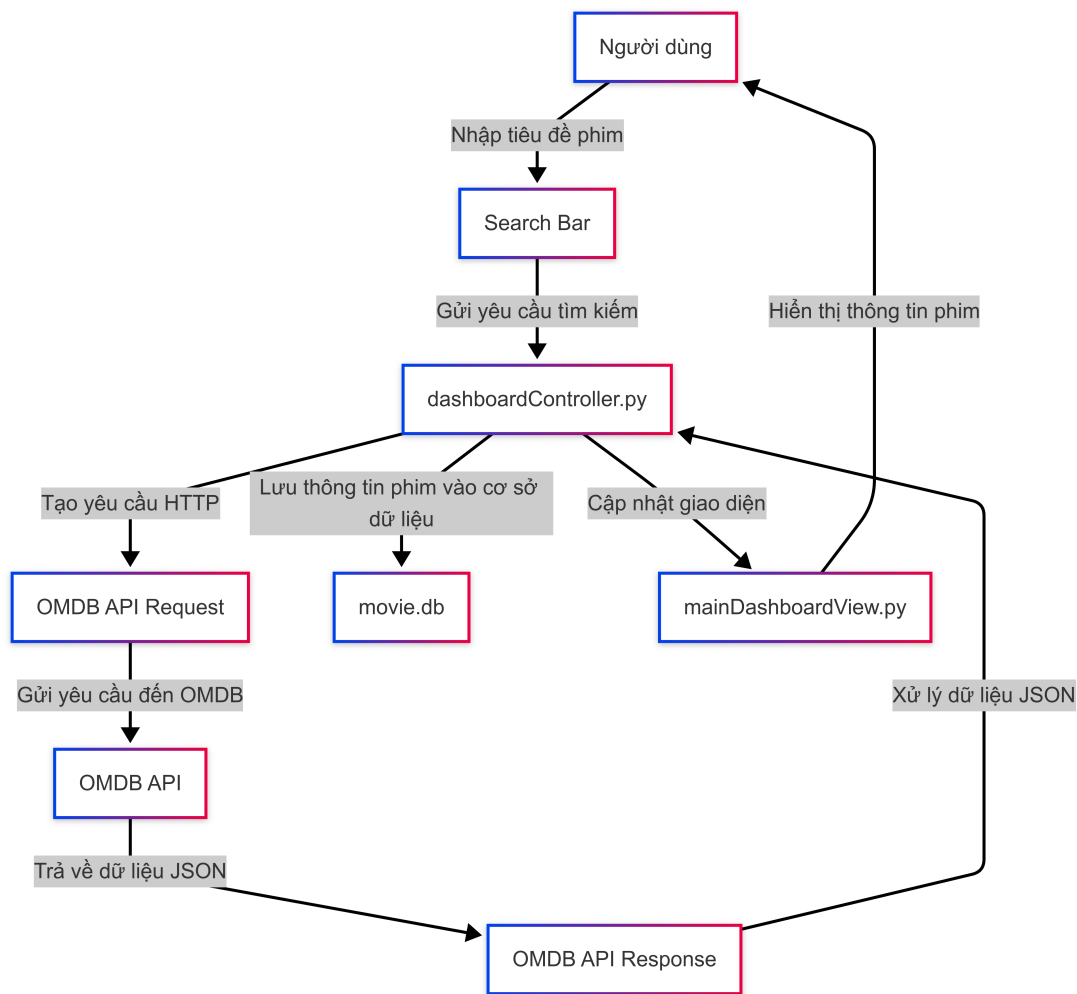 Người dùng
Nhập tiêu đề phim
Search Bar
Gửi yêu cầu tìm kiếm
Hiển thị thông tin phim
dashboardController.py
Tạo yêu cầu HTTP
Lưu thông tin phim vào cơ sở
dữ liệu
Cập nhật giao diện
OMDB API Request
movie.db
mainDashboardView.py
Gửi yêu cầu đến OMDB
Xử lý dữ liệu JSON
OMDB API
Trả về dữ liệu JSON
OMDB API Response